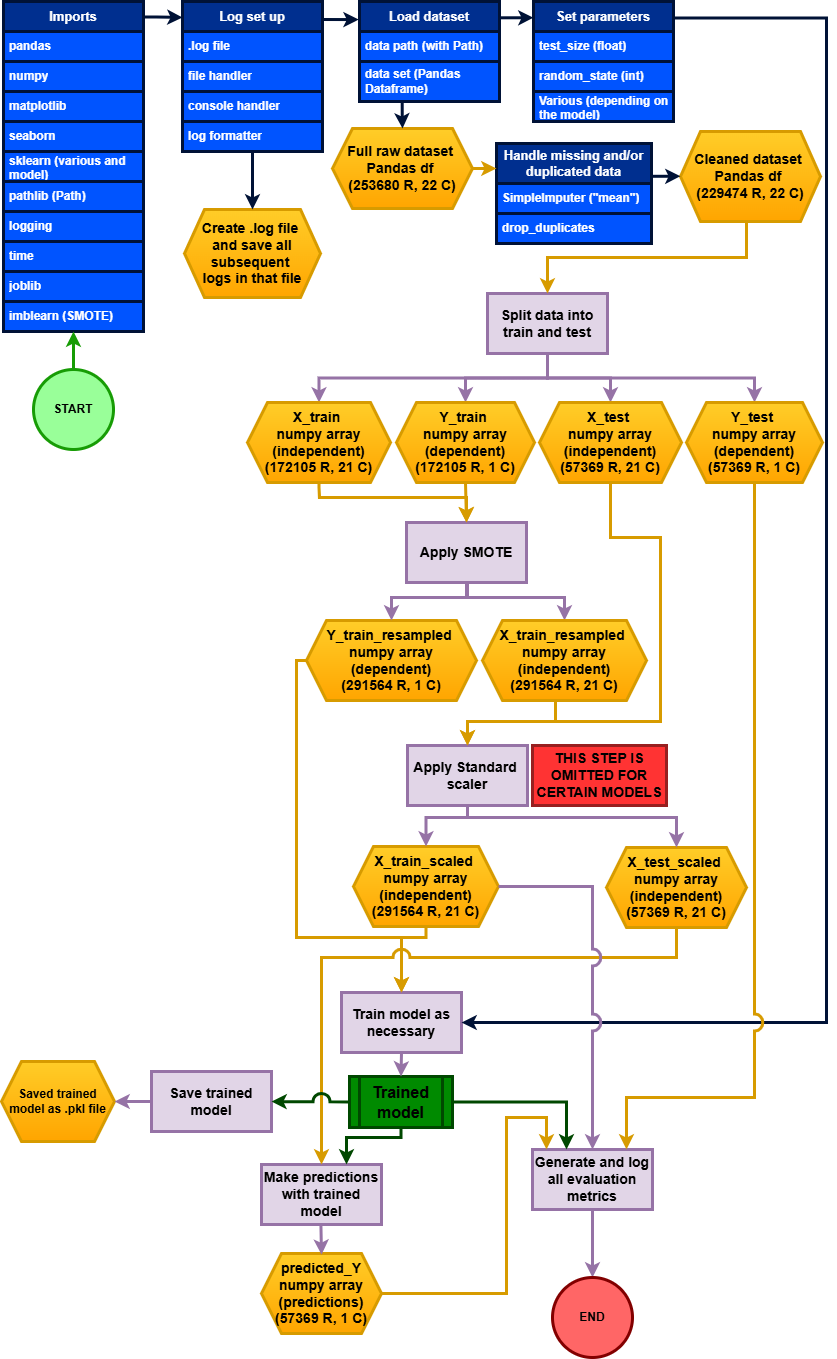 Imports
pandas
numpy
matplotlib
seaborn
sklearn (various and
model)
pathlib (Path)
logging
time
joblib
imblearn (SMOTE)
START
Log set up
.log file
file handler
console handler
log formatter
Create .log file
and save all
subsequent
logs in that file
Load dataset
data path (with Path)
data set (Pandas
Dataframe)
Set parameters
test_size (float)
random_state (int)
Various (depending on
the model)
Full raw dataset
Pandas df
(253680 R, 22 C)
Handle missing and/or
duplicated data
SimpleImputer ("mean")
drop_duplicates
Cleaned dataset
Pandas df
(229474 R, 22 C)
Split data into
train and test
X_train
numpy array
(independent)
(172105 R, 21 C)
Y_train
numpy array
(dependent)
(172105 R, 1 C)
X_test
numpy array
(independent)
(57369 R, 21 C)
Y_test
numpy array
(dependent)
(57369 R, 1 C)
Apply SMOTE
Y_train_resampled
numpy array
(dependent)
(291564 R, 1 C)
X_train_resampled
numpy array
(independent)
(291564 R, 21 C)
Apply Standard
scaler
THIS STEP IS
OMITTED FOR
CERTAIN MODELS
X_train_scaled
numpy array
(independent)
(291564 R, 21 C)
X_test_scaled
numpy array
(independent)
(57369 R, 21 C)
Train model as
necessary
Saved trained
model as .pkl file
Save trained
model
Trained
model
Make predictions
with trained
model
Generate and log
all evaluation
metrics
predicted_Y
numpy array
(predictions)
(57369 R, 1 C)
END